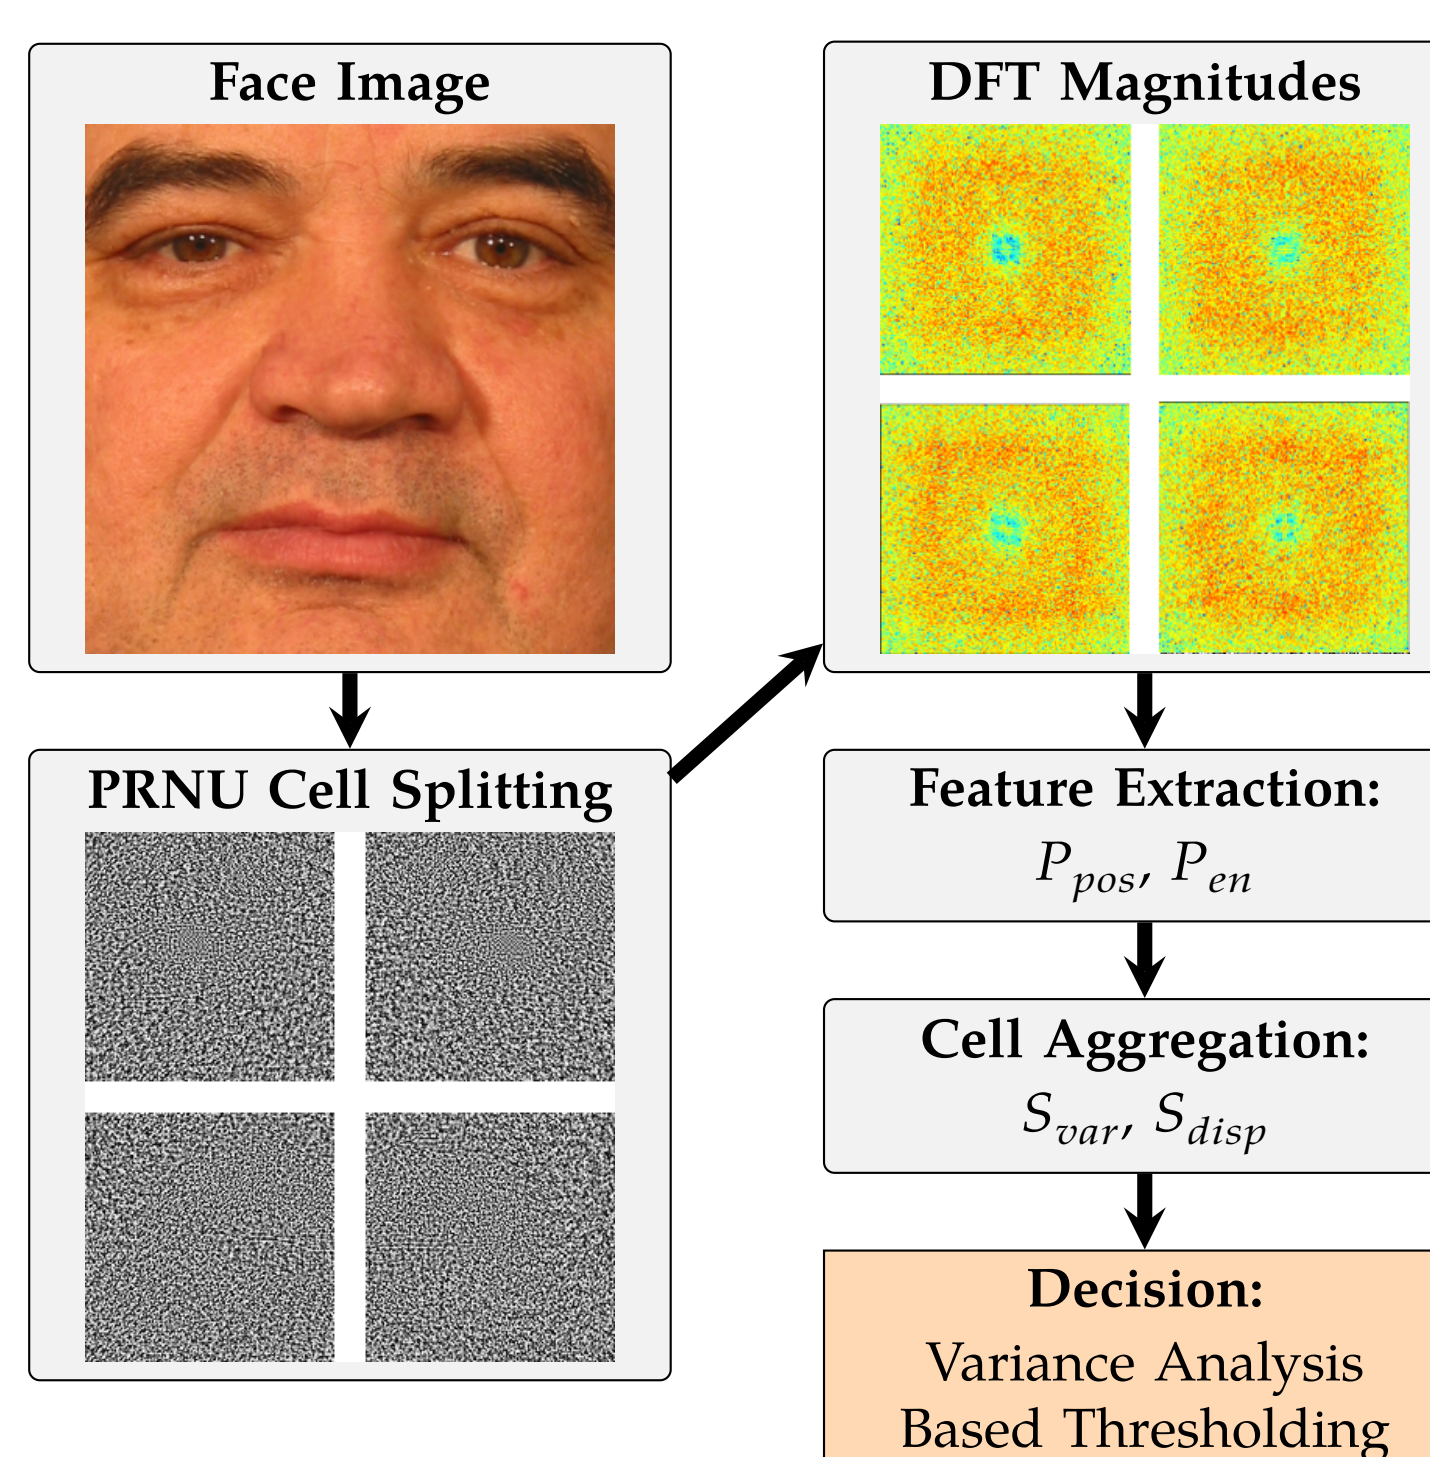 Face Image
PRNU Cell Splitting
DFT Magnitudes
Feature Extraction:
P_pos, P_en
Cell Aggregation:
S_var, S_disp
Decision:
Variance Analysis
Based Thresholding